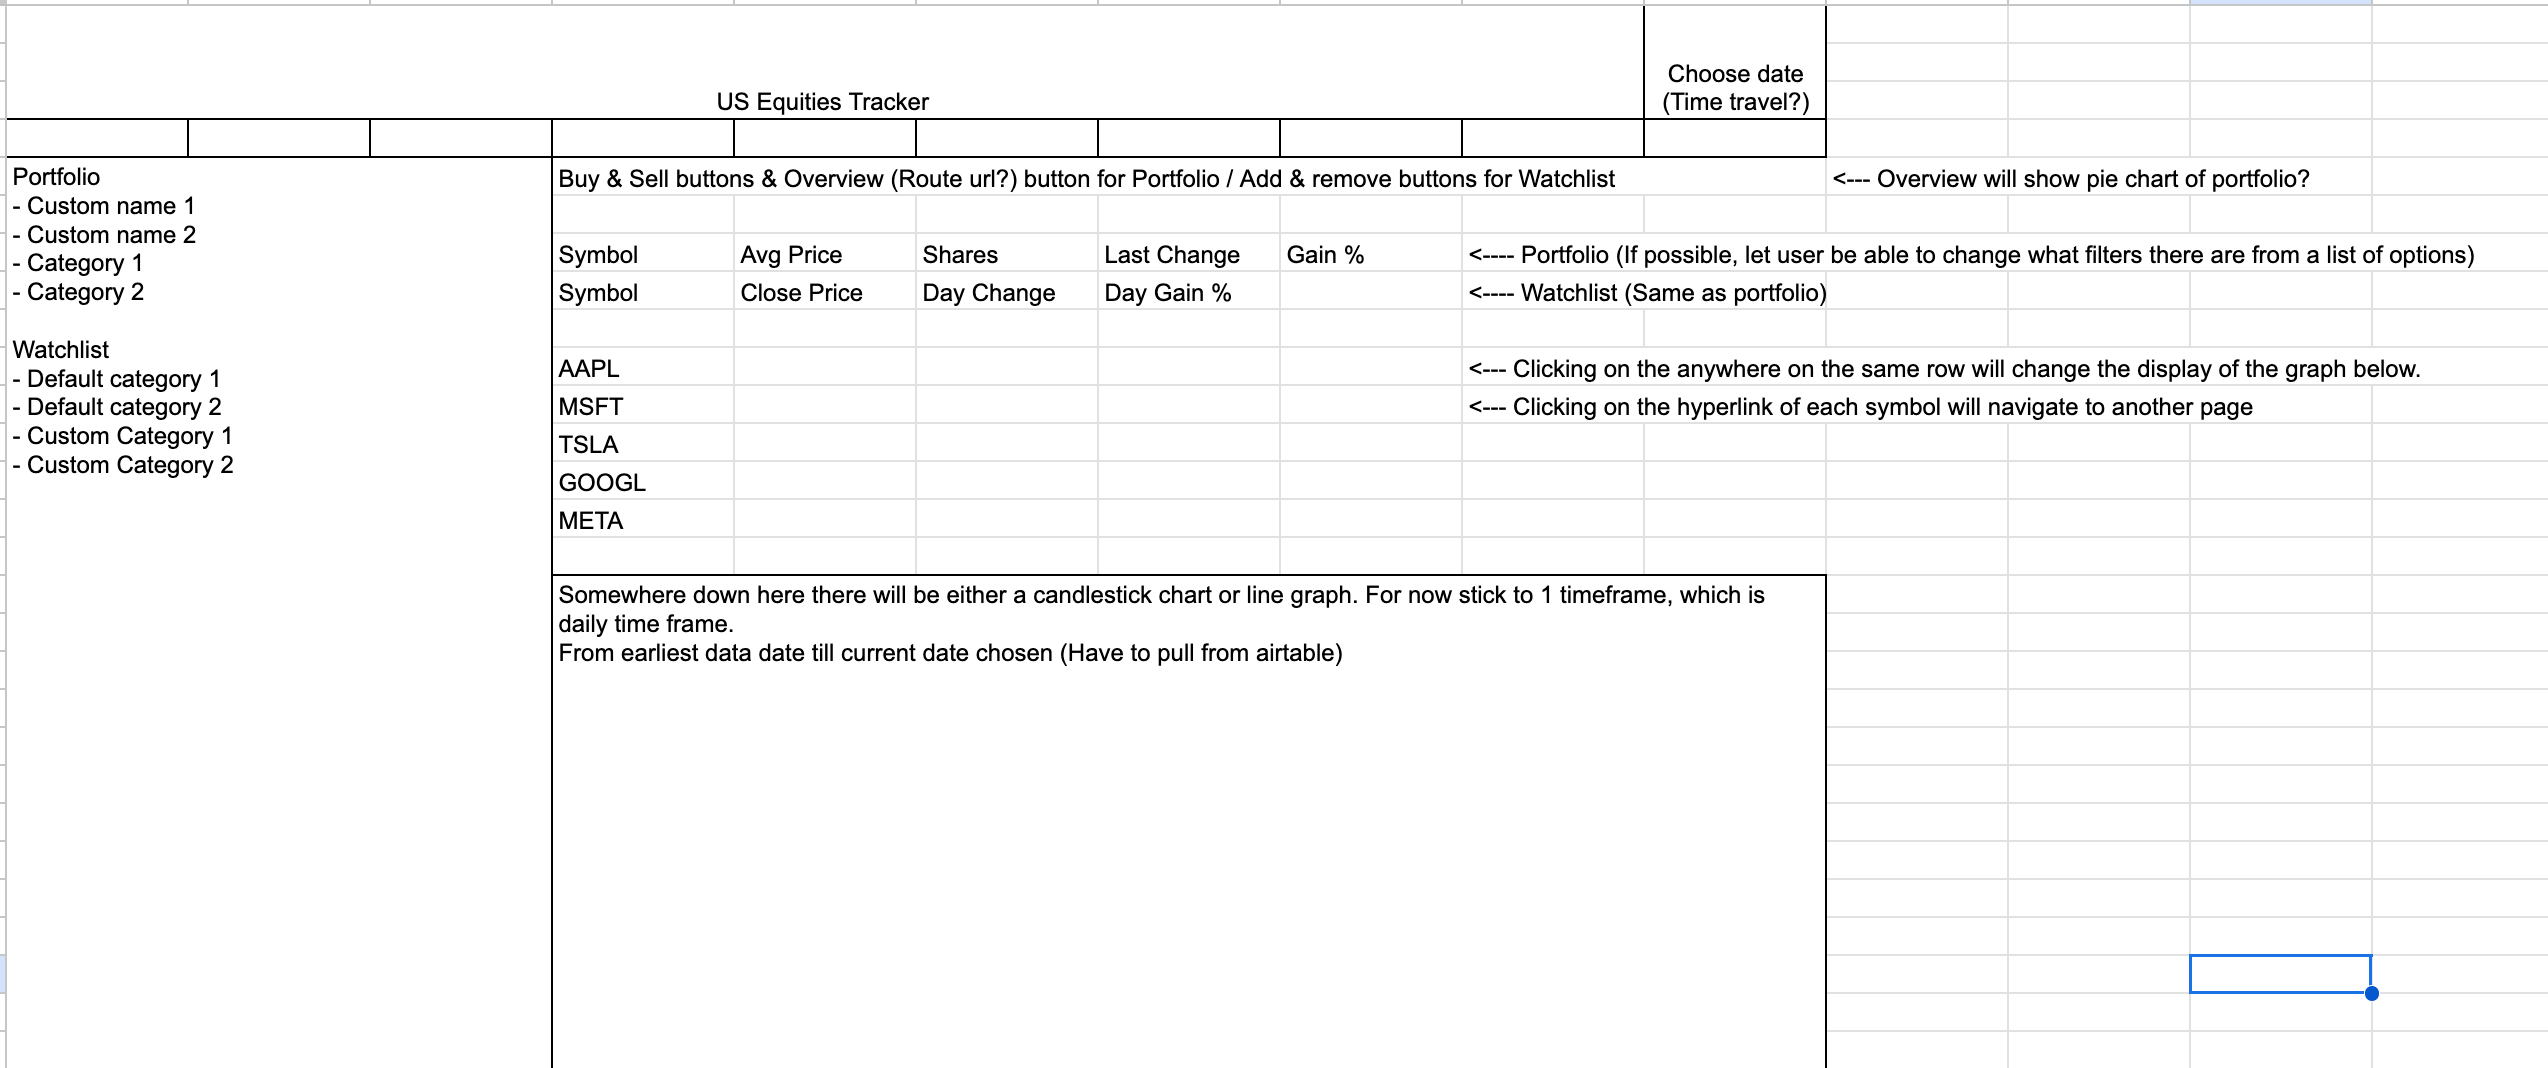 US Equities Tracker
Choose date
(Time travel?)
Portfolio
- Custom name 1
- Custom name 2
- Category 1
- Category 2
Watchlist
- Default category 1
- Default category 2
- Custom Category 1
- Custom Category 2
Buy & Sell buttons & Overview (Route url?) button for Portfolio / Add & remove buttons for Watchlist
<--- Overview will show pie chart of portfolio?
Symbol Avg Price Shares Last Change Gain % <---- Portfolio (If possible, let user be able to change what filters there are from a list of options)
Symbol Close Price Day Change Day Gain % <---- Watchlist (Same as portfolio)
AAPL <--- Clicking on the anywhere on the same row will change the display of the graph below.
MSFT <--- Clicking on the hyperlink of each symbol will navigate to another page
TSLA
GOOGL
META
Somewhere down here there will be either a candlestick chart or line graph. For now stick to 1 timeframe, which is
daily time frame.
From earliest data date till current date chosen (Have to pull from airtable)